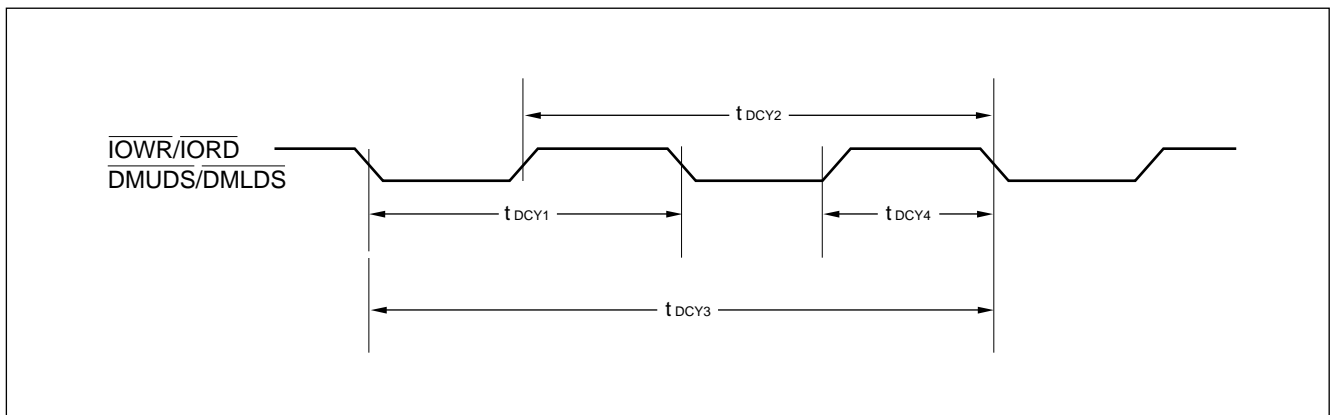 t DCY2
IOWR/IORD
DMUDS/DMLDS
t DCY1
t DCY4
t DCY3